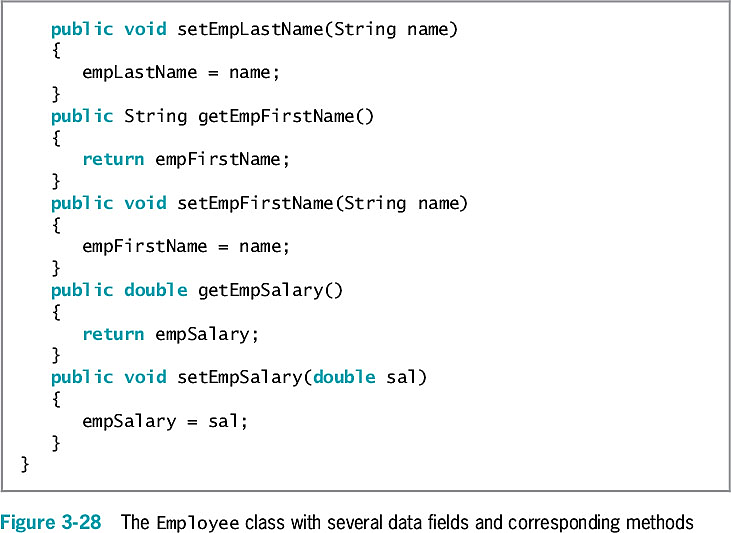 public void setEmpLastName(String name)
{
empLastName = name;
}
public String getEmpFirstName()
{
return empFirstName;
}
public void setEmpFirstName(String name)
{
empFirstName = name;
}
public double getEmpSalary()
{
return empSalary;
}
public void setEmpSalary(double sal)
{
empSalary = sal;
}
}
Figure 3-28 The Employee class with several data fields and corresponding methods